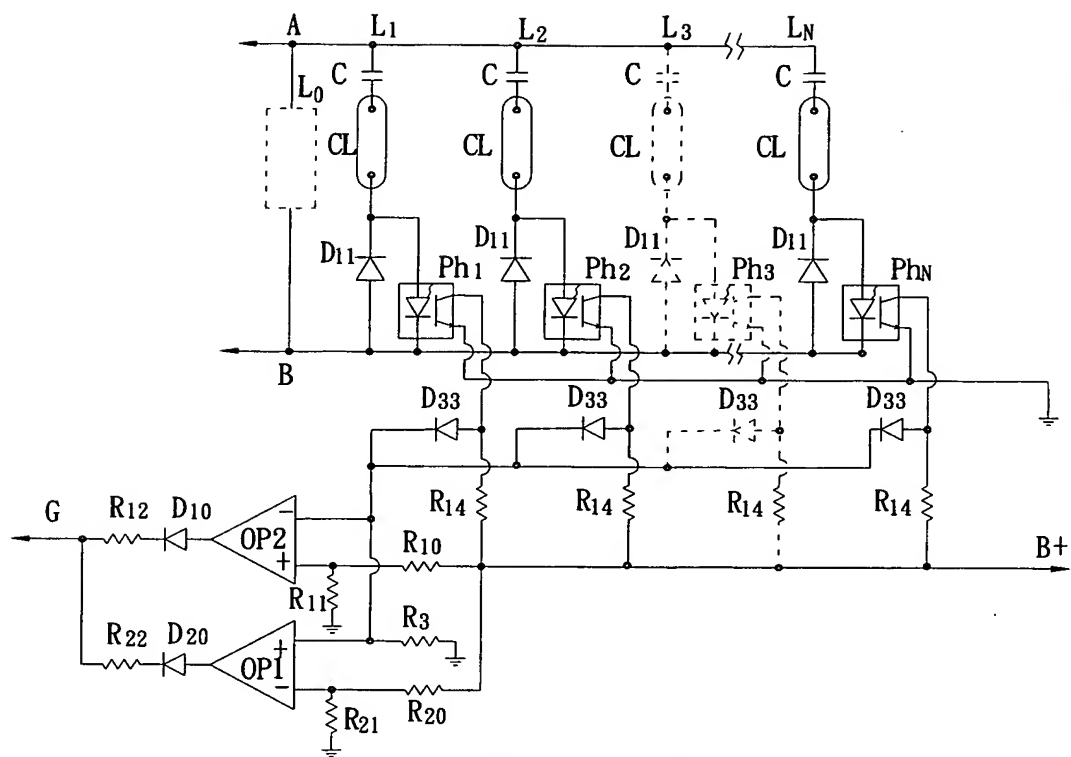 A L1 L2 L3 LN
C C C C
L0
CL CL CL CL
D11 D11 D11 D11
Ph1 Ph2 Ph3 PhN
B
D33 D33 D33 D33
R14 R14 R14 R14
G R12 D10 OP2 - + R10 B+
R11
R22 D20 OP1 + - R3
R21 R20